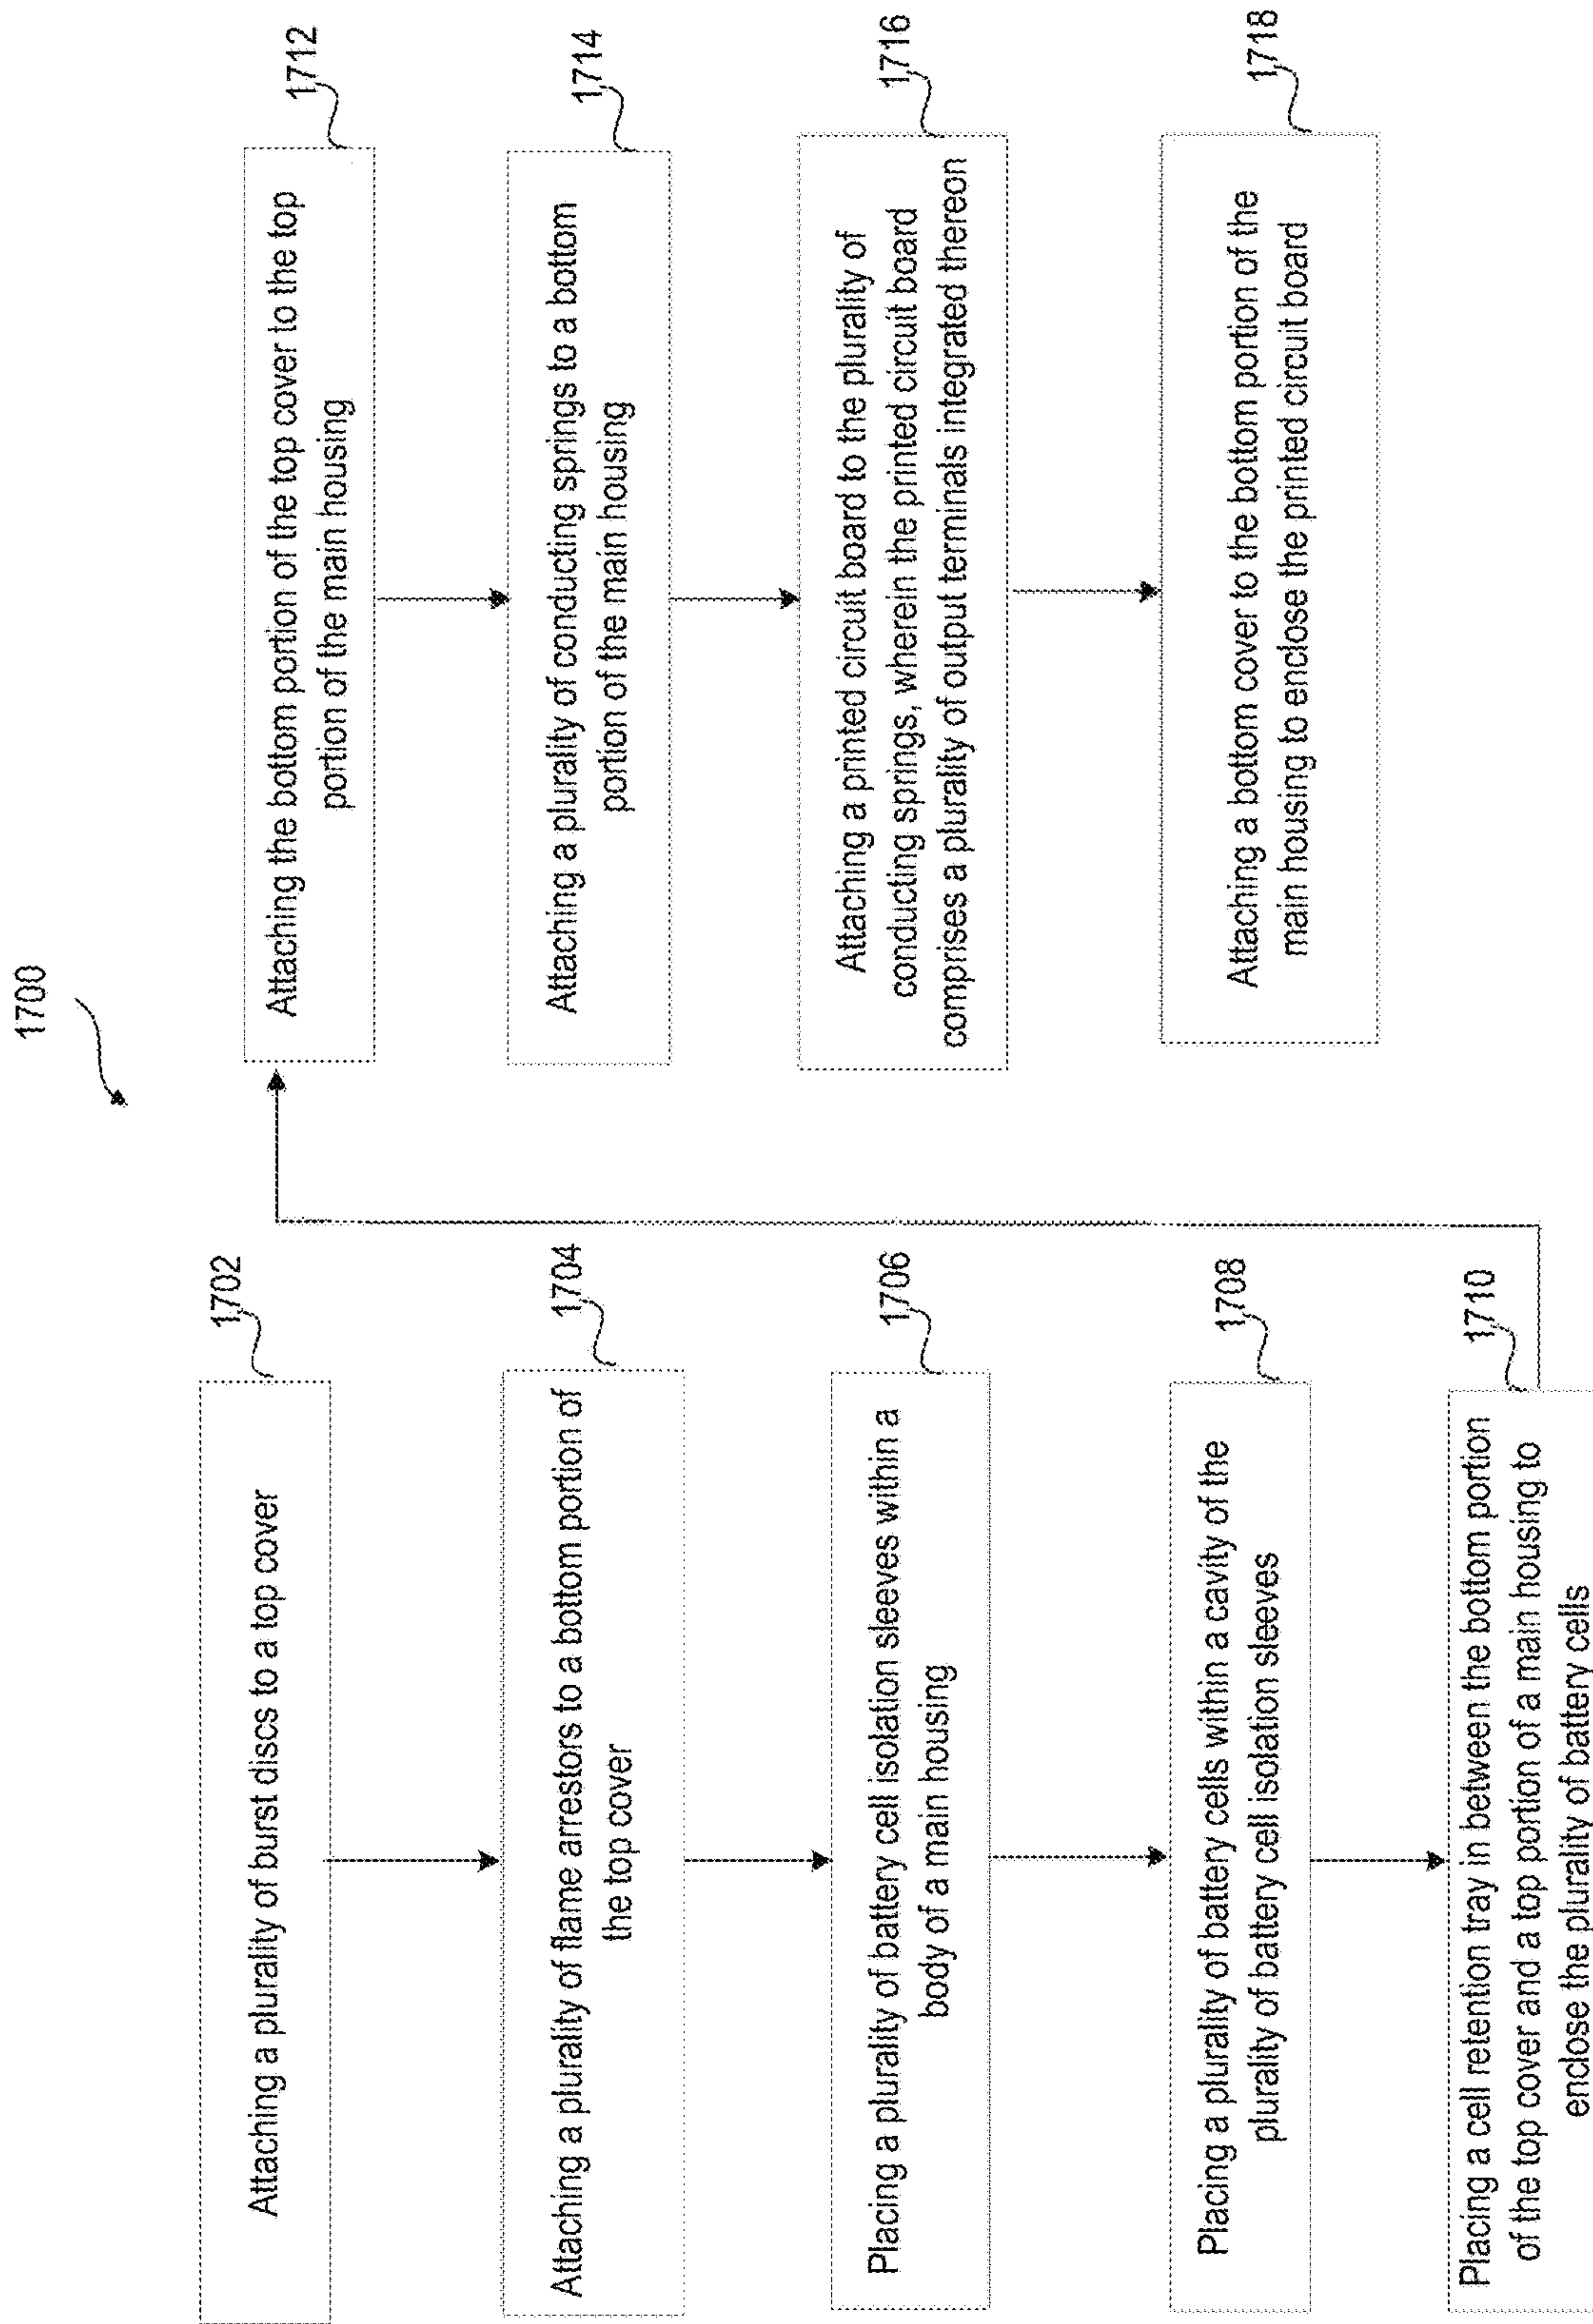 1700
1702
Attaching a plurality of burst discs to a top cover
1704
Attaching a plurality of flame arrestors to a bottom portion of
the top cover
1706
Placing a plurality of battery cell isolation sleeves within a
body of a main housing
1708
Placing a plurality of battery cells within a cavity of the
plurality of battery cell isolation sleeves
1710
Placing a cell retention tray in between the bottom portion
of the top cover and a top portion of a main housing to
enclose the plurality of battery cells
1712
Attaching the bottom portion of the top cover to the top
portion of the main housing
1714
Attaching a plurality of conducting springs to a bottom
portion of the main housing
1716
Attaching a printed circuit board to the plurality of
conducting springs, wherein the printed circuit board
comprises a plurality of output terminals integrated thereon
1718
Attaching a bottom cover to the bottom portion of the
main housing to enclose the printed circuit board